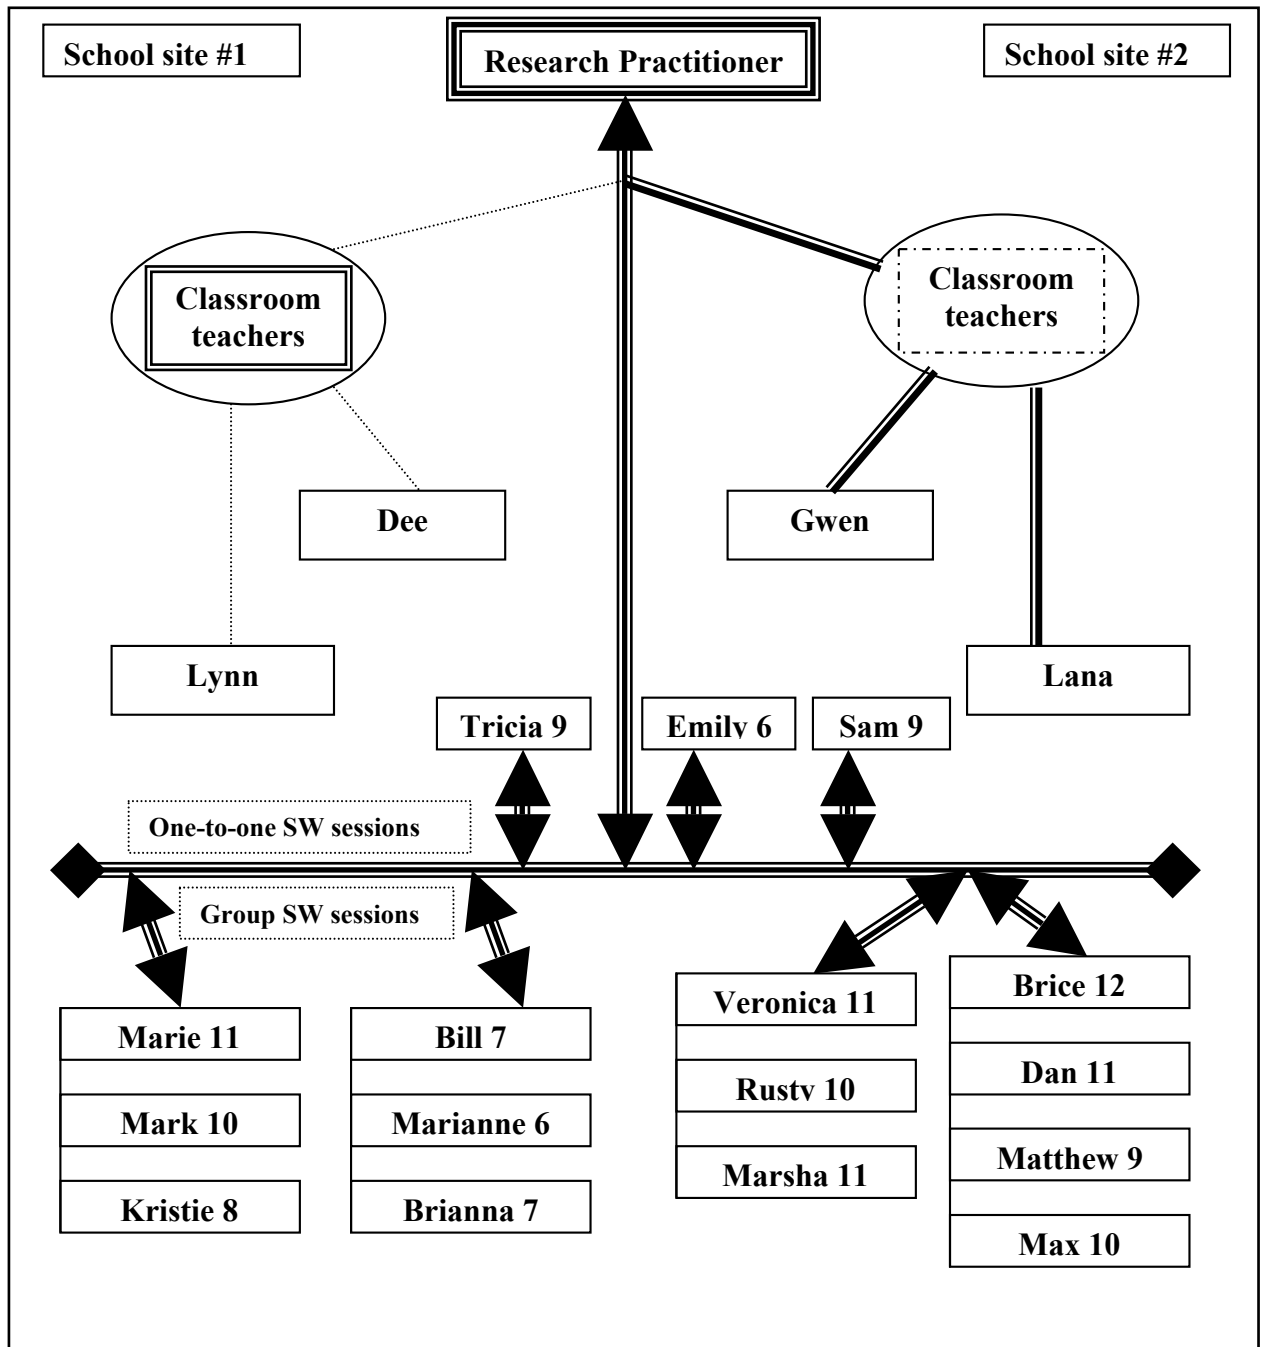 School site #1
Research Practitioner
School site #2
Classroom
teachers
Classroom
teachers
Dee
Gwen
Lynn
Lana
Tricia 9
Emily 6
Sam 9
One-to-one SW sessions
Group SW sessions
Marie 11
Mark 10
Kristie 8
Bill 7
Marianne 6
Brianna 7
Veronica 11
Rusty 10
Marsha 11
Brice 12
Dan 11
Matthew 9
Max 10